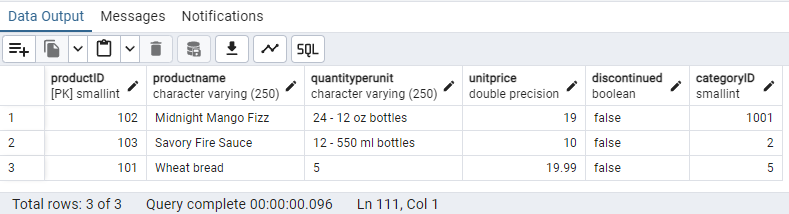 Data Output Messages Notifications
SQL
productID productname quantityperunit unitprice discontinued categoryID
[PK] smallint character varying (250) character varying (250) double precision boolean smallint
1 102 Midnight Mango Fizz 24 - 12 oz bottles 19 false 1001
2 103 Savory Fire Sauce 12 - 550 ml bottles 10 false 2
3 101 Wheat bread 5 19.99 false 5
Total rows: 3 of 3 Query complete 00:00:00.096 Ln 111, Col 1